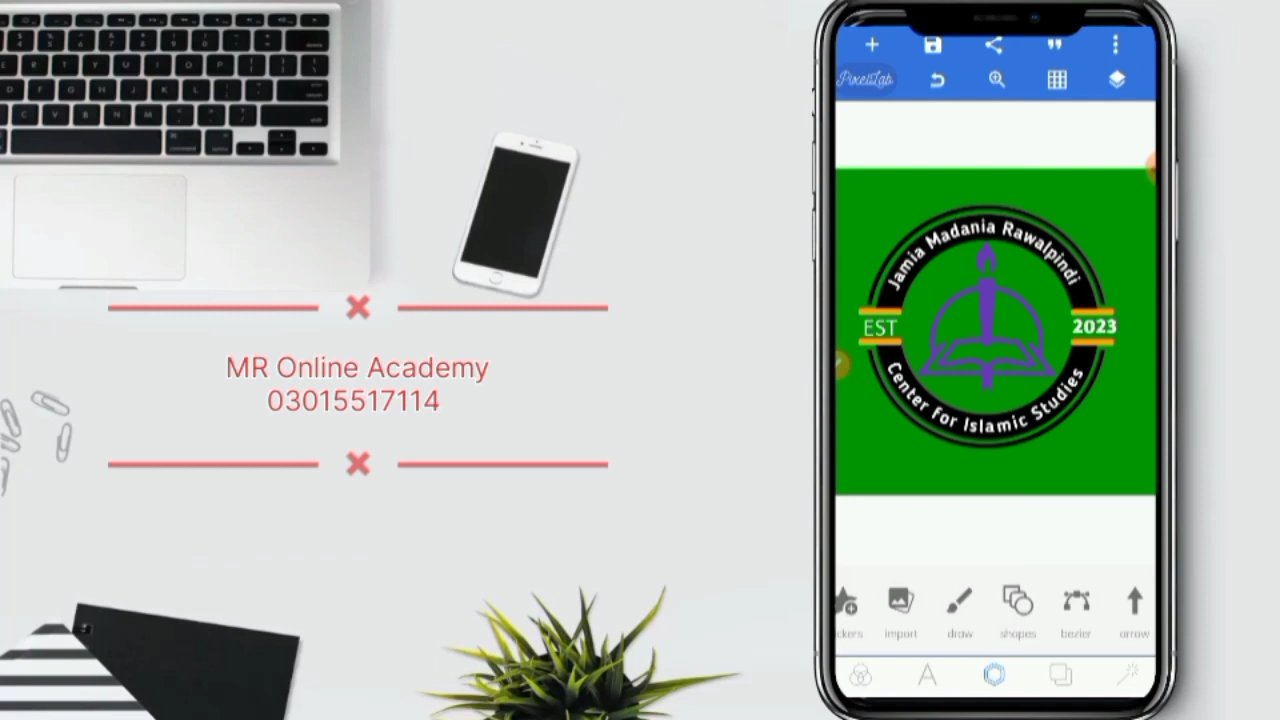 MR Online Academy
03015517114
PixelLab
Jamia Madania Rawalpindi
EST
2023
Center for Islamic Studies
ckers
import
draw
shapes
bezier
arrow